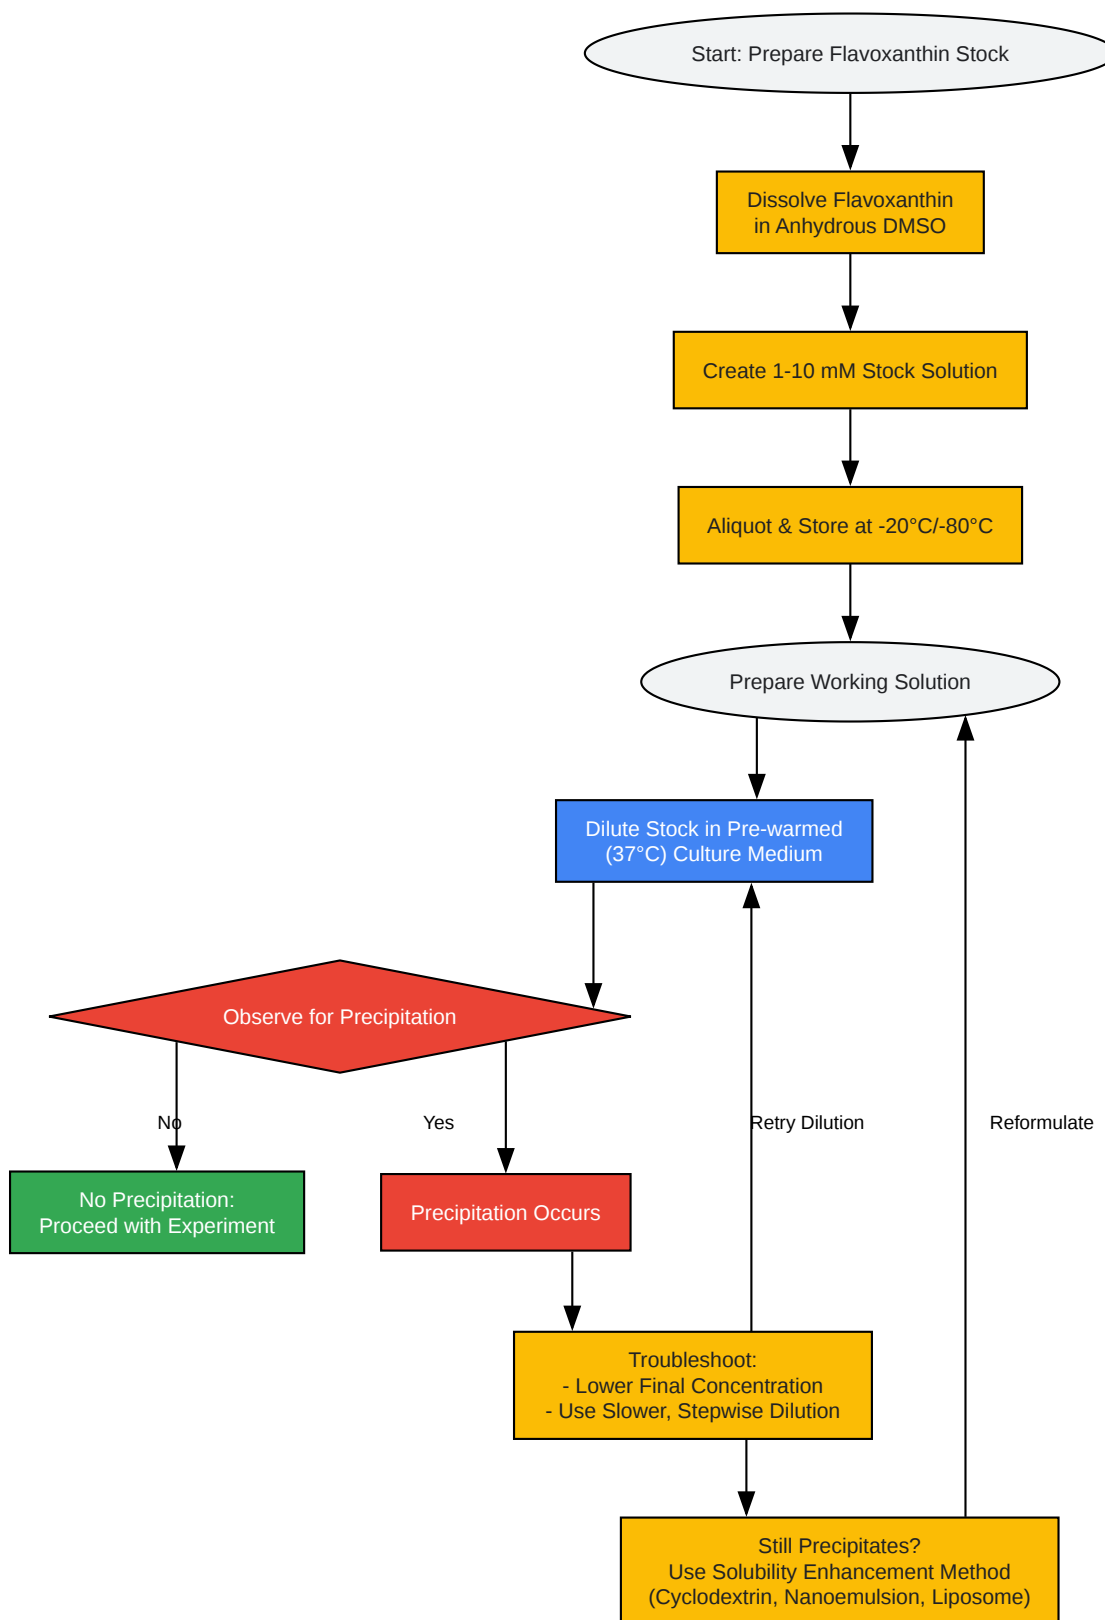 Start: Prepare Flavoxanthin Stock
Dissolve Flavoxanthin
in Anhydrous DMSO
Create 1-10 mM Stock Solution
Aliquot & Store at -20°C/-80°C
Prepare Working Solution
Dilute Stock in Pre-warmed
(37°C) Culture Medium
Observe for Precipitation
No
Yes
Retry Dilution
Reformulate
No Precipitation:
Proceed with Experiment
Precipitation Occurs
Troubleshoot:
- Lower Final Concentration
- Use Slower, Stepwise Dilution
Still Precipitates?
Use Solubility Enhancement Method
(Cyclodextrin, Nanoemulsion, Liposome)